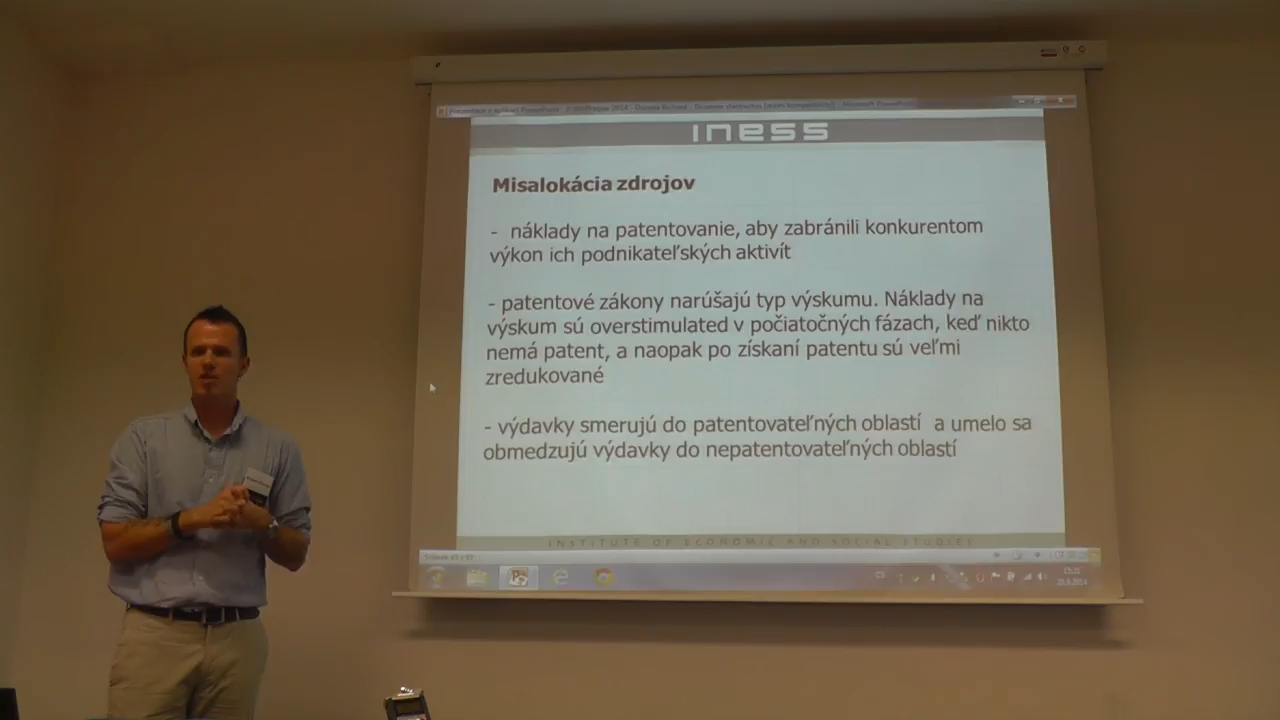 INESS
Misalokácia zdrojov
- náklady na patentovanie, aby zabránili konkurentom
výkon ich podnikateľských aktivít
- patentové zákony narúšajú typ výskumu. Náklady na
výskum sú overstimulated v počiatočných fázach, keď nikto
nemá patent, a naopak po získaní patentu sú veľmi
zredukované
- výdavky smerujú do patentovateľných oblastí a umelo sa
obmedzujú výdavky do nepatentovateľných oblastí
INSTITUTE OF ECONOMIC AND SOCIAL STUDIES